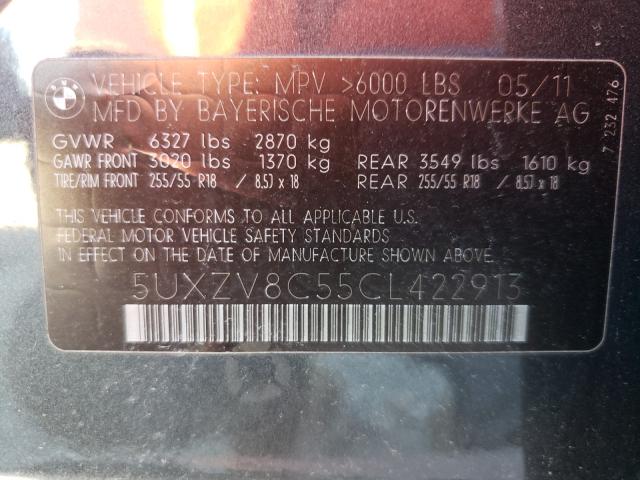 BMW
VEHICLE TYPE: MPV >6000 LBS 05/11
MFD BY BAYERISCHE MOTORENWERKE AG
GVWR 6327 lbs 2870 kg
GAWR FRONT 3020 lbs 1370 kg REAR 3549 lbs 1610 kg
TIRE/RIM FRONT 255/55 R18 / 8.5J x 18 REAR 255/55 R18 / 8.5J x 18
THIS VEHICLE CONFORMS TO ALL APPLICABLE U.S.
FEDERAL MOTOR VEHICLE SAFETY STANDARDS
IN EFFECT ON THE DATE OF MANUFACTURE SHOWN ABOVE.
5UXZV8C55CL422913
7 232 476